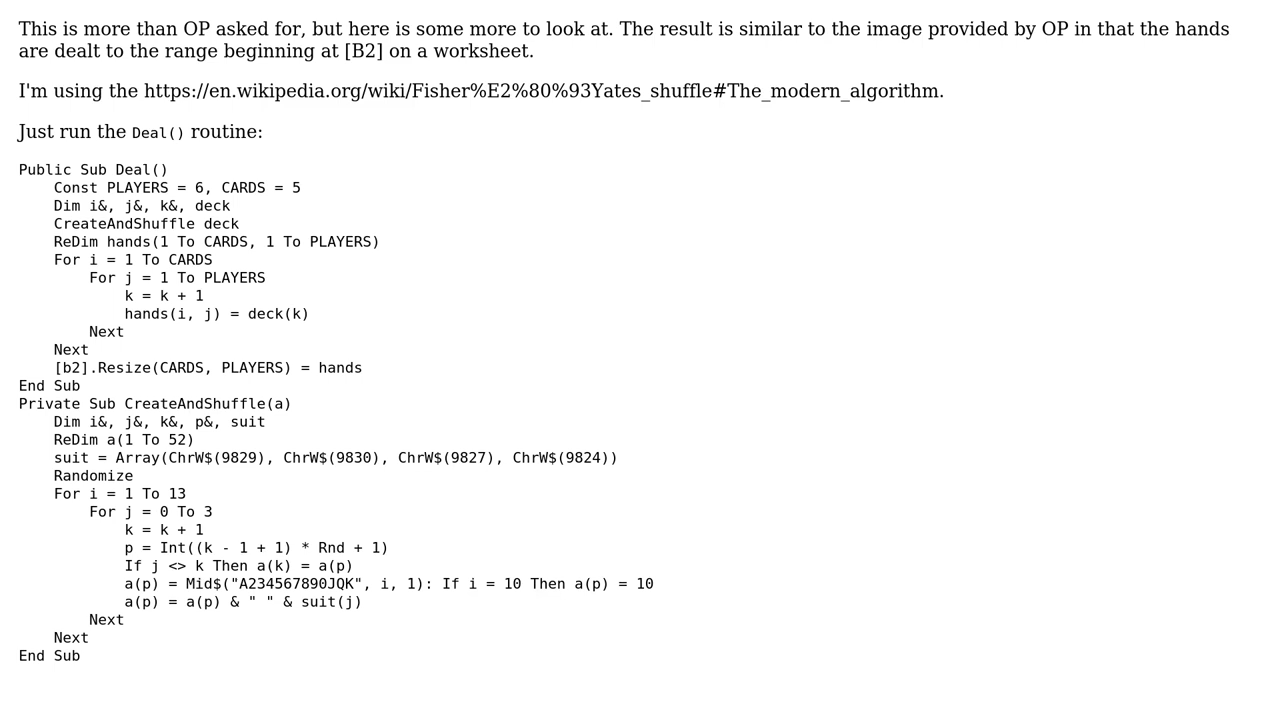 This is more than OP asked for, but here is some more to look at. The result is similar to the image provided by OP in that the hands
are dealt to the range beginning at [B2] on a worksheet.
I'm using the https://en.wikipedia.org/wiki/Fisher%E2%80%93Yates_shuffle#The_modern_algorithm.
Just run the Deal() routine:
Public Sub Deal()
    Const PLAYERS = 6, CARDS = 5
    Dim i&, j&, k&, deck
    CreateAndShuffle deck
    ReDim hands(1 To CARDS, 1 To PLAYERS)
    For i = 1 To CARDS
        For j = 1 To PLAYERS
            k = k + 1
            hands(i, j) = deck(k)
        Next
    Next
    [b2].Resize(CARDS, PLAYERS) = hands
End Sub
Private Sub CreateAndShuffle(a)
    Dim i&, j&, k&, p&, suit
    ReDim a(1 To 52)
    suit = Array(ChrW$(9829), ChrW$(9830), ChrW$(9827), ChrW$(9824))
    Randomize
    For i = 1 To 13
        For j = 0 To 3
            k = k + 1
            p = Int((k - 1 + 1) * Rnd + 1)
            If j <> k Then a(k) = a(p)
            a(p) = Mid$("A234567890JQK", i, 1): If i = 10 Then a(p) = 10
            a(p) = a(p) & " " & suit(j)
        Next
    Next
End Sub